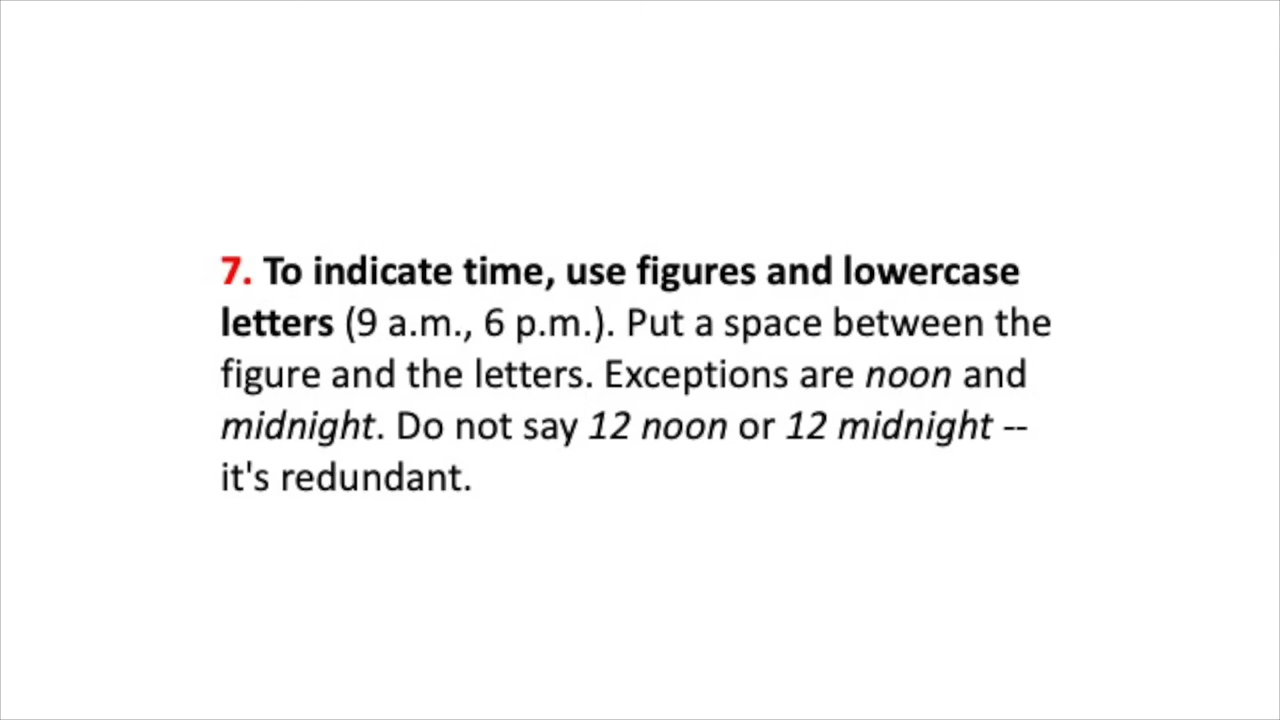 7. To indicate time, use figures and lowercase
letters (9 a.m., 6 p.m.). Put a space between the
figure and the letters. Exceptions are noon and
midnight. Do not say 12 noon or 12 midnight --
it's redundant.